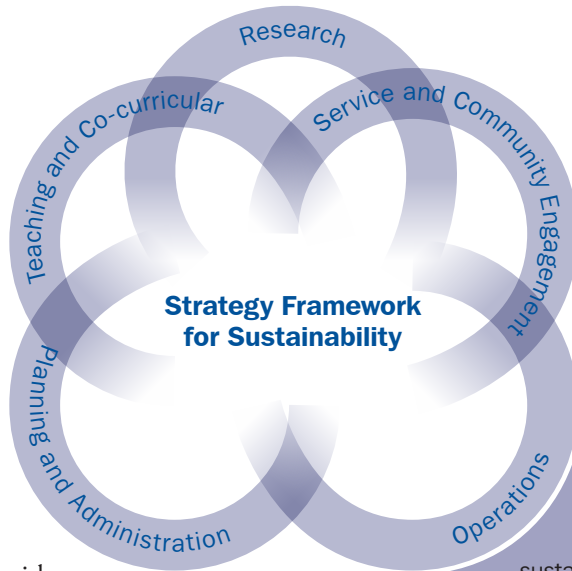 Research
Teaching and Co-curricular
Service and Community Engagement
Strategy Framework
for Sustainability
Planning and Administration
Operations